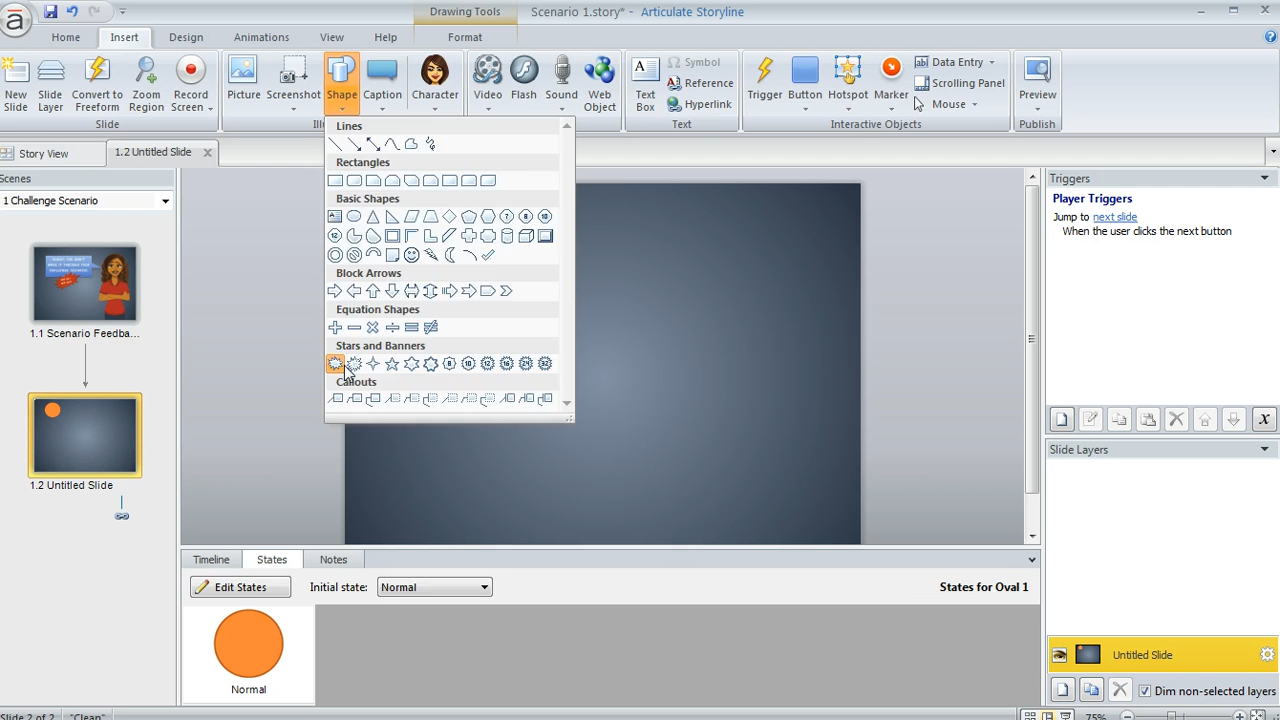 Drawing Tools
Scenario 1.story* - Articulate Storyline
Home Insert Design Animations View Help Format
New Slide
Slide Layer
Convert to Freeform
Zoom Region
Record Screen
Slide
Picture
Screenshot
Shape
Caption
Character
Video
Flash
Sound
Web Object
Text Box
Symbol
Reference
Hyperlink
Text
Trigger
Button
Hotspot
Marker
Data Entry
Scrolling Panel
Mouse
Interactive Objects
Preview
Publish
Story View
1.2 Untitled Slide
Scenes
1 Challenge Scenario
1.1 Scenario Feedba...
1.2 Untitled Slide
Lines
Rectangles
Basic Shapes
Block Arrows
Equation Shapes
Stars and Banners
Callouts
Triggers
Player Triggers
Jump to next slide
When the user clicks the next button
Slide Layers
Untitled Slide
Dim non-selected layers
Timeline States Notes
Edit States
Initial state: Normal
States for Oval 1
Normal
Slide 2 of 2 "Clean"
75%